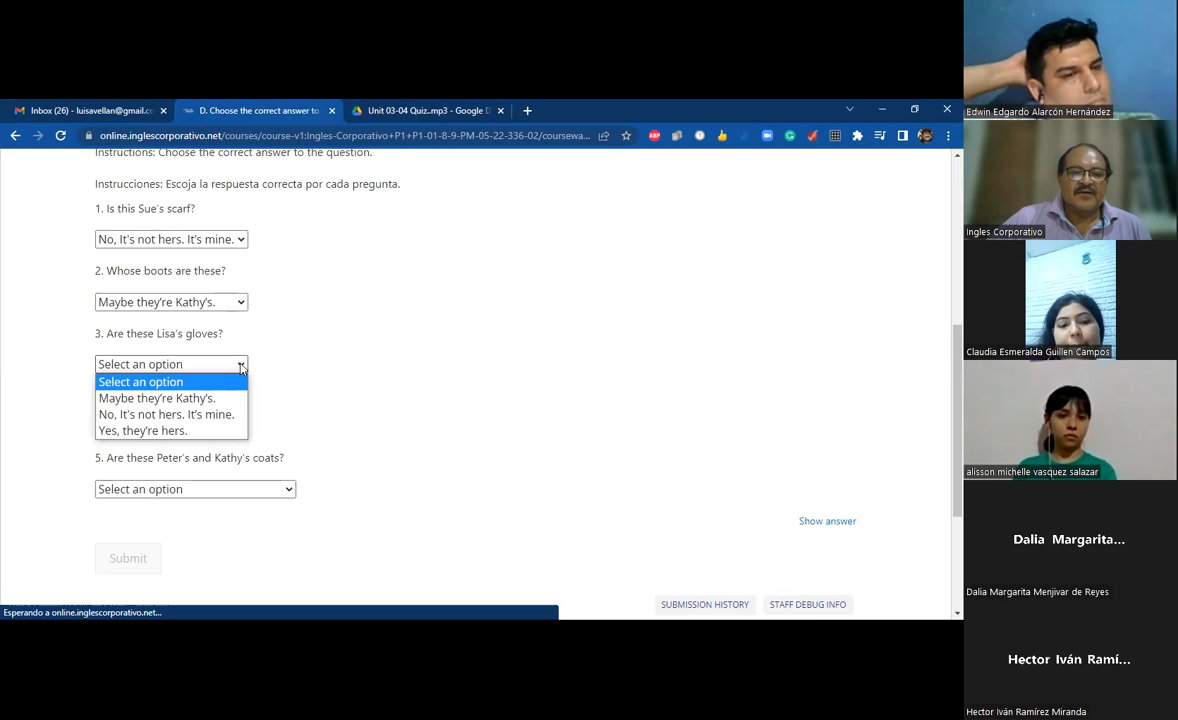 Inbox (26) - luisavellan@gmail.cc
D. Choose the correct answer to
Unit 03-04 Quiz..mp3 - Google D
online.inglescorporativo.net/courses/course-v1:Ingles-Corporativo+P1+P1-01-8-9-PM-05-22-336-02/coursewa...
Instructions: Choose the correct answer to the question.
Instrucciones: Escoja la respuesta correcta por cada pregunta.
1. Is this Sue's scarf?
No, It's not hers. It's mine.
2. Whose boots are these?
Maybe they're Kathy's.
3. Are these Lisa's gloves?
Select an option
Select an option
Maybe they're Kathy's.
No, It's not hers. It's mine.
Yes, they're hers.
5. Are these Peter's and Kathy's coats?
Select an option
Show answer
Submit
SUBMISSION HISTORY
STAFF DEBUG INFO
Esperando a online.inglescorporativo.net...
Edwin Edgardo Alarcón Hernández
Ingles Corporativo
Claudia Esmeralda Guillen Campos
alisson michelle vasquez salazar
Dalia Margarita...
Dalia Margarita Menjivar de Reyes
Hector Iván Ramí...
Hector Iván Ramírez Miranda